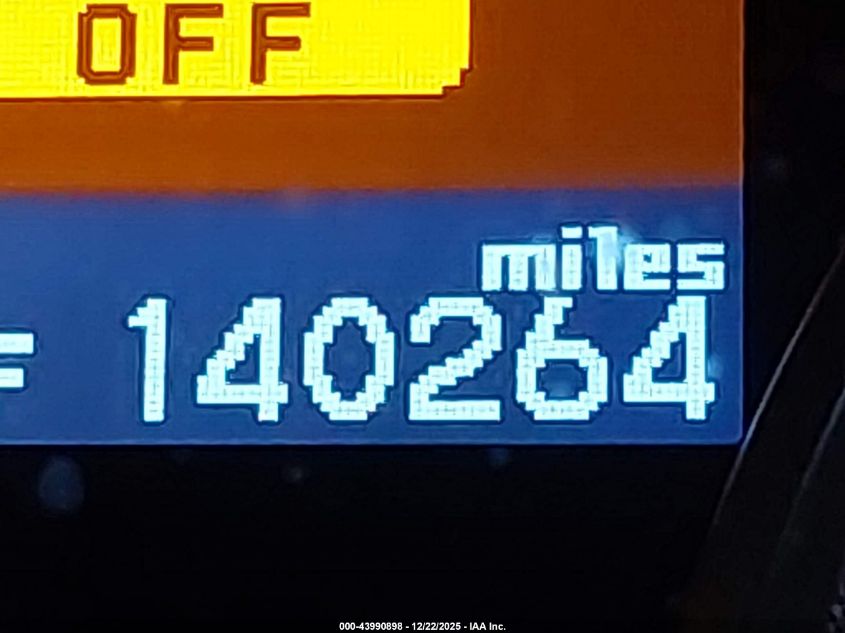 OFF
miles
140264
000-43990898 - 12/22/2025 - IAA Inc.